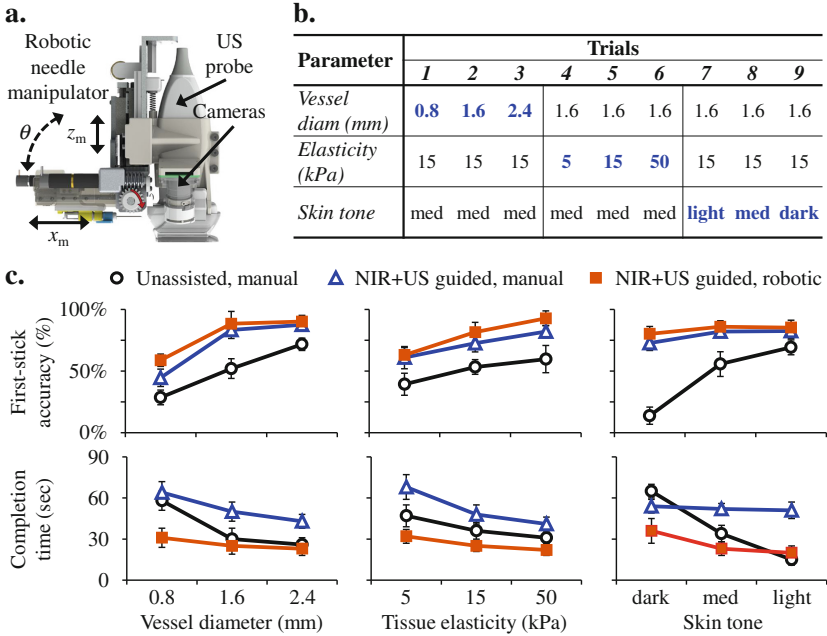 a.
Robotic
needle
manipulator
US
probe
Cameras
θ
zm
xm
b.
Parameter
Trials
1 2 3 4 5 6 7 8 9
Vessel
diam (mm)
0.8 1.6 2.4 1.6 1.6 1.6 1.6 1.6 1.6
Elasticity
(kPa)
15 15 15 5 15 50 15 15 15
Skin tone
med med med med med med light med dark
c.
Unassisted, manual
NIR+US guided, manual
NIR+US guided, robotic
First-stick
accuracy (%)
100%
50%
0%
Completion
time (sec)
90
60
30
0
0.8 1.6 2.4
Vessel diameter (mm)
5 15 50
Tissue elasticity (kPa)
dark med light
Skin tone